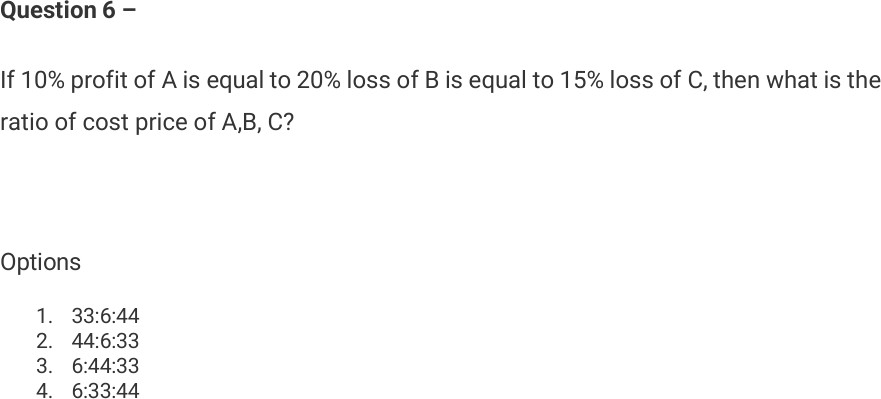 Question 6 –
If 10% profit of A is equal to 20% loss of B is equal to 15% loss of C, then what is the
ratio of cost price of A,B, C?
Options
1. 33:6:44
2. 44:6:33
3. 6:44:33
4. 6:33:44